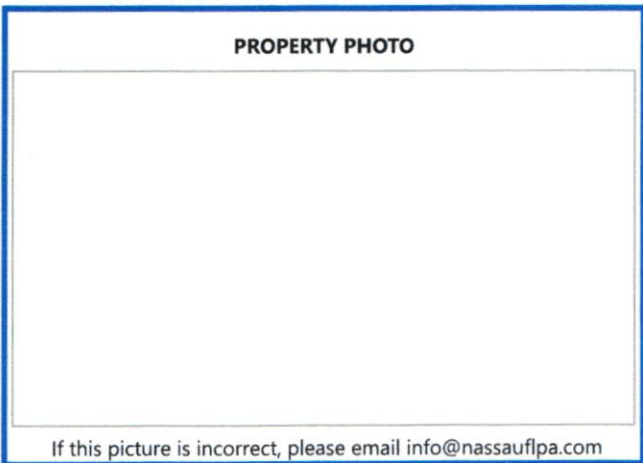 PROPERTY PHOTO
If this picture is incorrect, please email info@nassauflpa.com